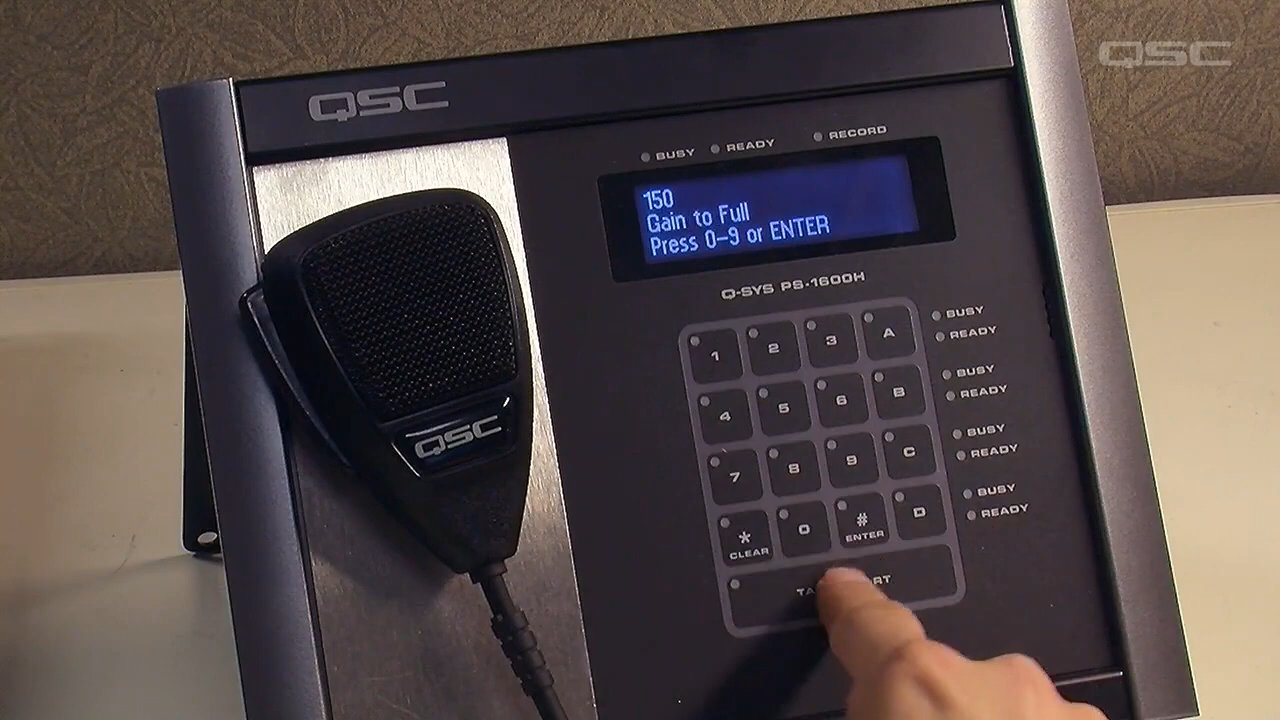 QSC
QSC
BUSY READY RECORD
150
Gain to Full
Press 0-9 or ENTER
Q-SYS PS-1600H
1 2 3 A
BUSY
READY
4 5 6 B
BUSY
READY
7 8 9 C
BUSY
READY
* 0 # D
CLEAR ENTER
BUSY
READY
QSC